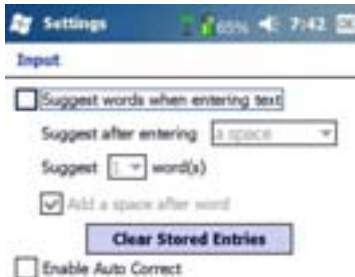 Settings 65% 7:42 OK
Input
Suggest words when entering text
Suggest after entering a space
Suggest 1 word(s)
Add a space after word
Clear Stored Entries
Enable Auto Correct